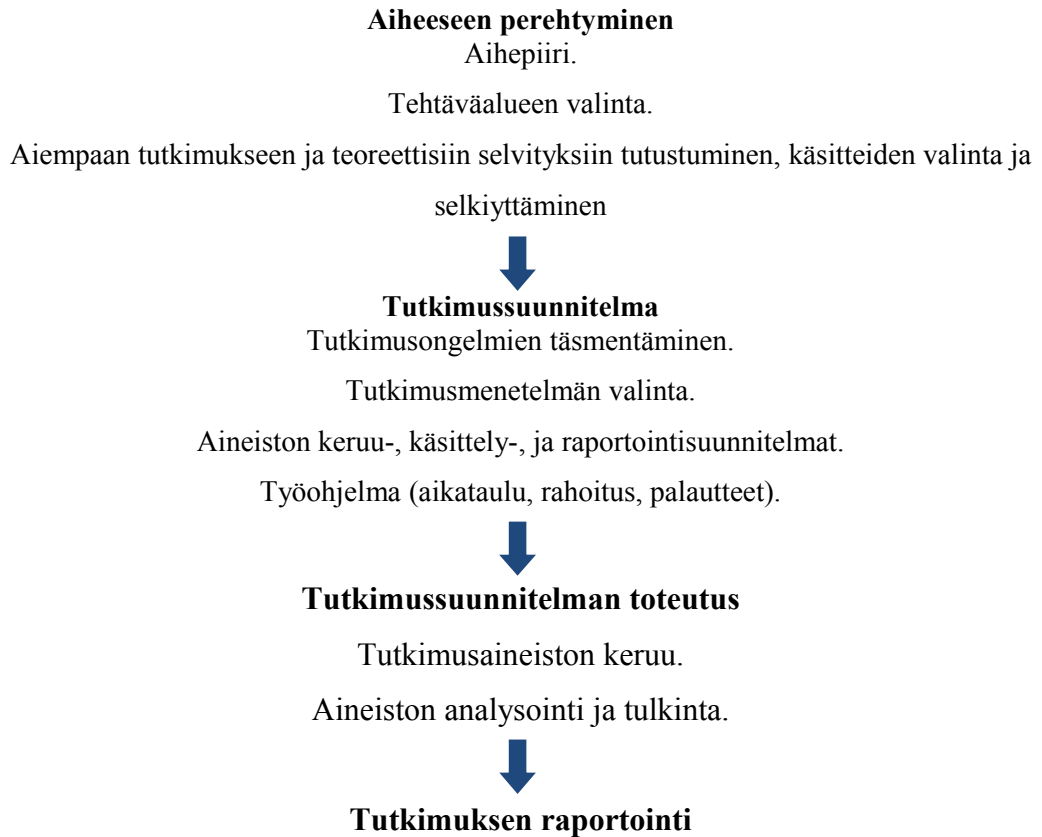 Aiheeseen perehtyminen
Aihepiiri.
Tehtäväalueen valinta.
Aiempaan tutkimukseen ja teoreettisiin selvityksiin tutustuminen, käsitteiden valinta ja
selkiyttäminen
Tutkimussuunnitelma
Tutkimusongelmien täsmentäminen.
Tutkimusmenetelmän valinta.
Aineiston keruu-, käsittely-, ja raportointisuunnitelmat.
Työohjelma (aikataulu, rahoitus, palautteet).
Tutkimussuunnitelman toteutus
Tutkimusaineiston keruu.
Aineiston analysointi ja tulkinta.
Tutkimuksen raportointi